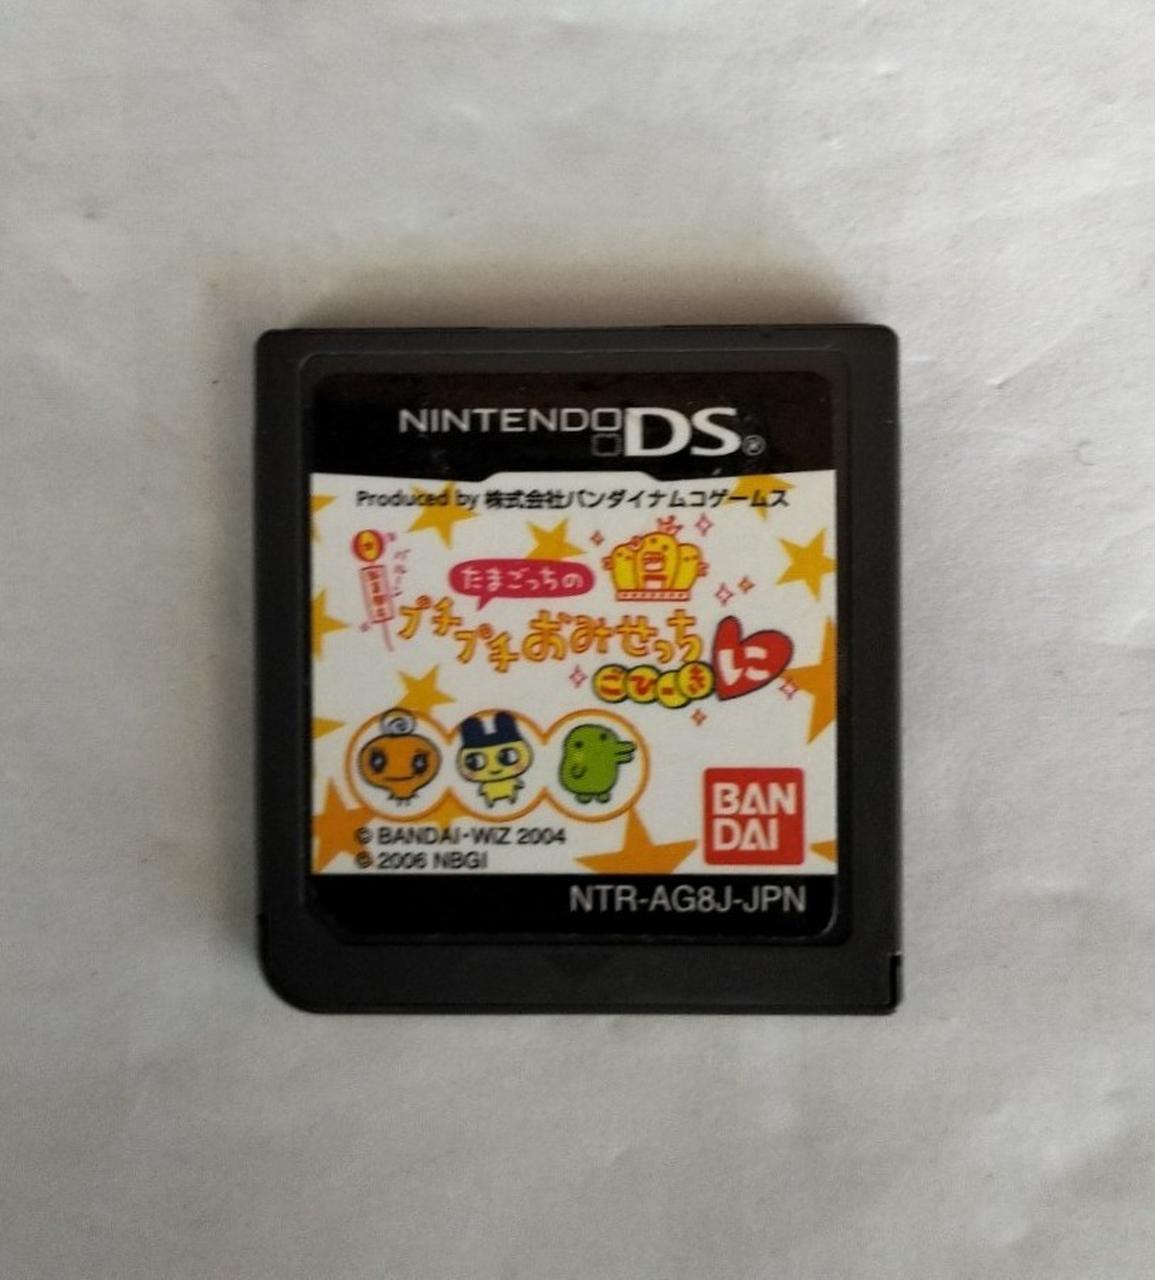 NINTENDO DS®
Produced by 株式会社バンダイナムコゲームス
たまごっちの
プチプチおみせっち
ごひーきに
BAN
DAI
© BANDAI・WiZ 2004
© 2006 NBGI
NTR-AG8J-JPN